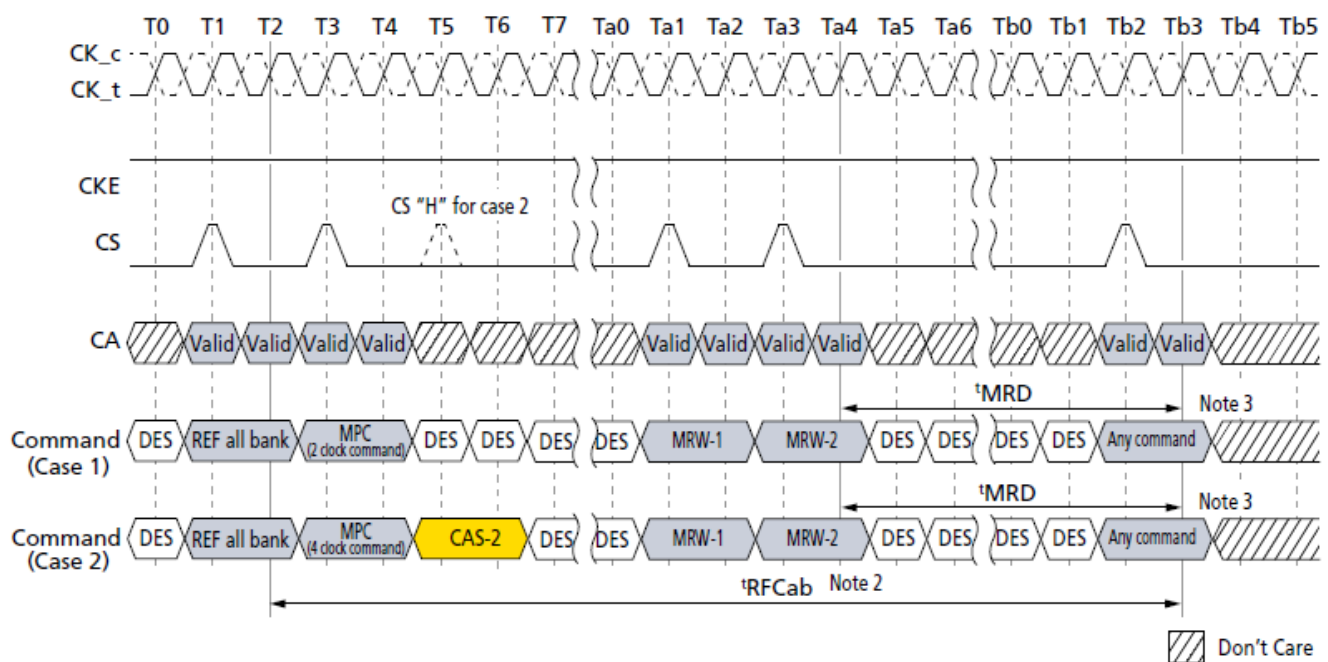 T0 T1 T2 T3 T4 T5 T6 T7 Ta0 Ta1 Ta2 Ta3 Ta4 Ta5 Ta6 Tb0 Tb1 Tb2 Tb3 Tb4 Tb5
CK_c
CK_t
CKE
CS "H" for case 2
CS
CA Valid Valid Valid Valid Valid Valid Valid Valid Valid Valid
tMRD Note 3
Command (Case 1) DES REF all bank MPC (2 clock command) DES DES DES DES MRW-1 MRW-2 DES DES DES DES Any command
tMRD Note 3
Command (Case 2) DES REF all bank MPC (4 clock command) CAS-2 DES DES MRW-1 MRW-2 DES DES DES DES Any command
tRFCab Note 2
Don't Care